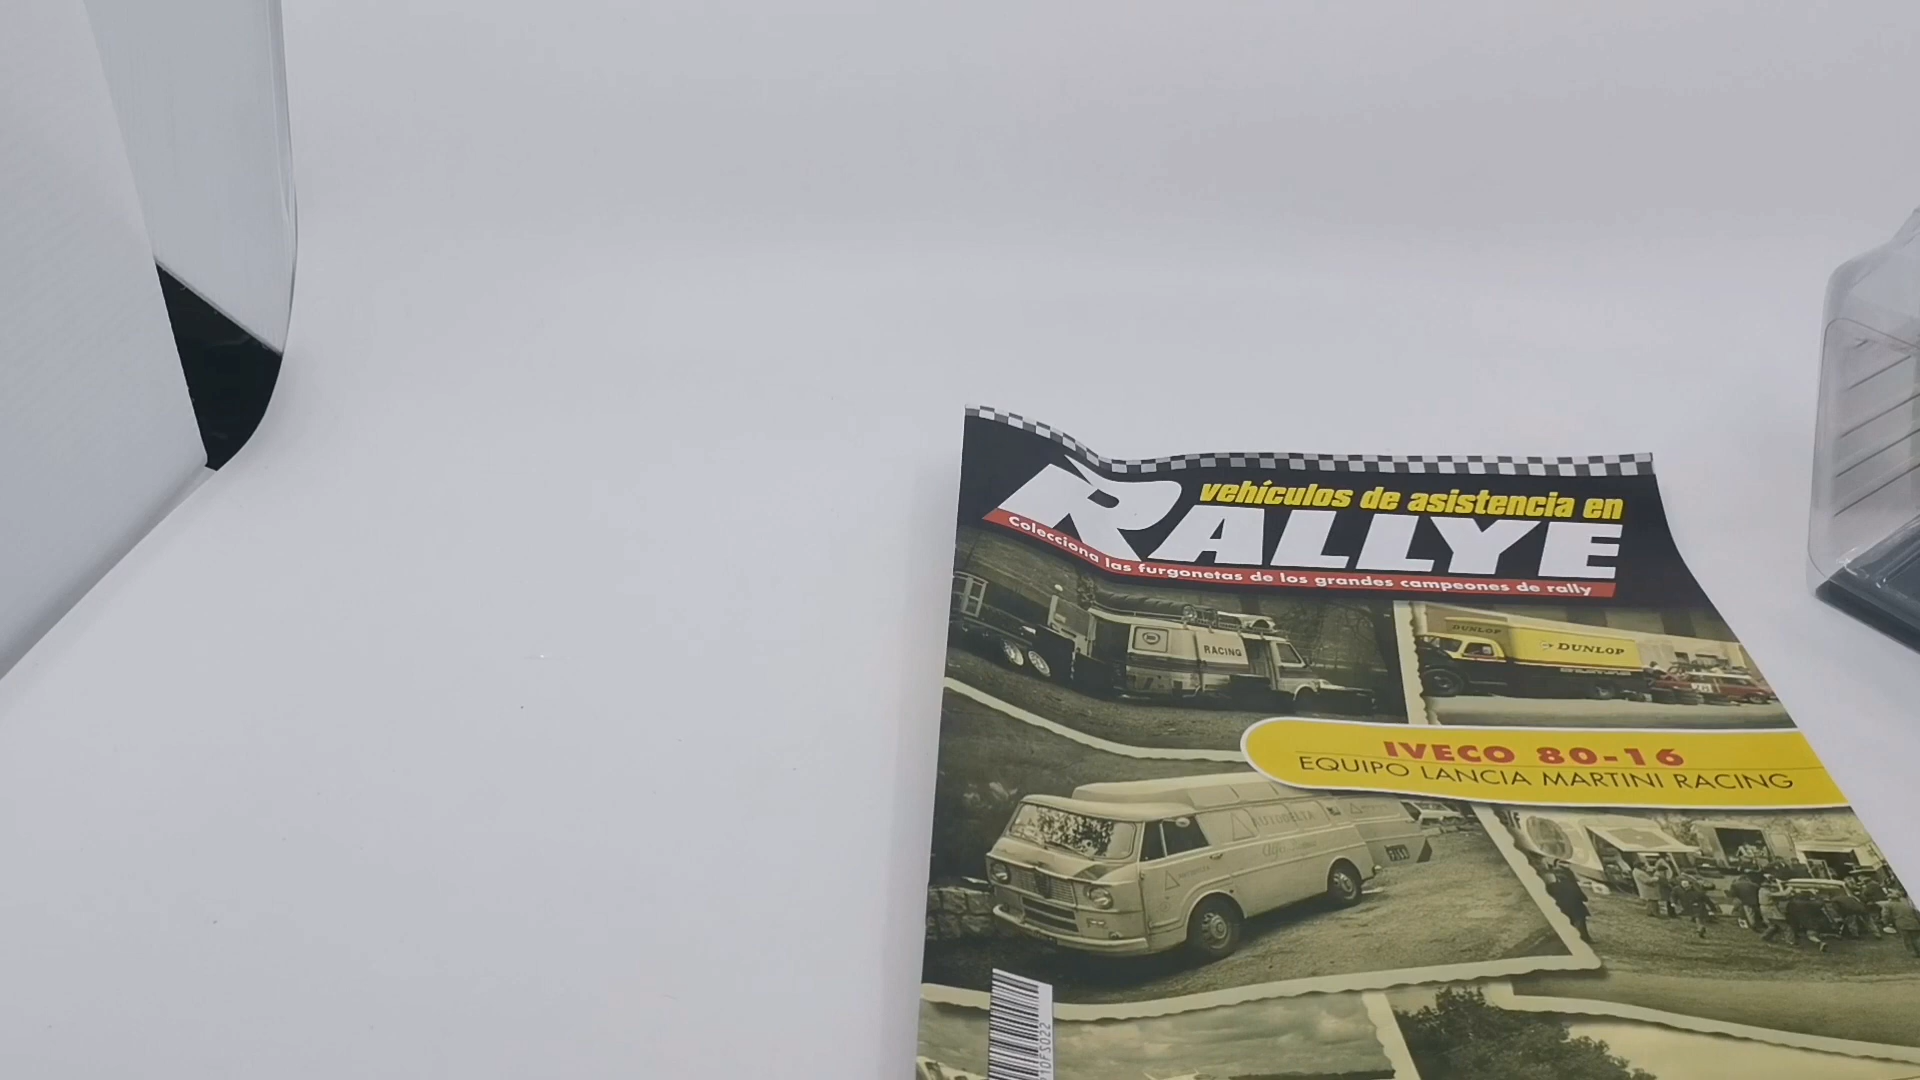 vehículos de asistencia en
RALLYE
Colecciona las furgonetas de los grandes campeones de rally
RACING
DUNLOP
DUNLOP
IVECO 80-16
EQUIPO LANCIA MARTINI RACING
AUTODELTA